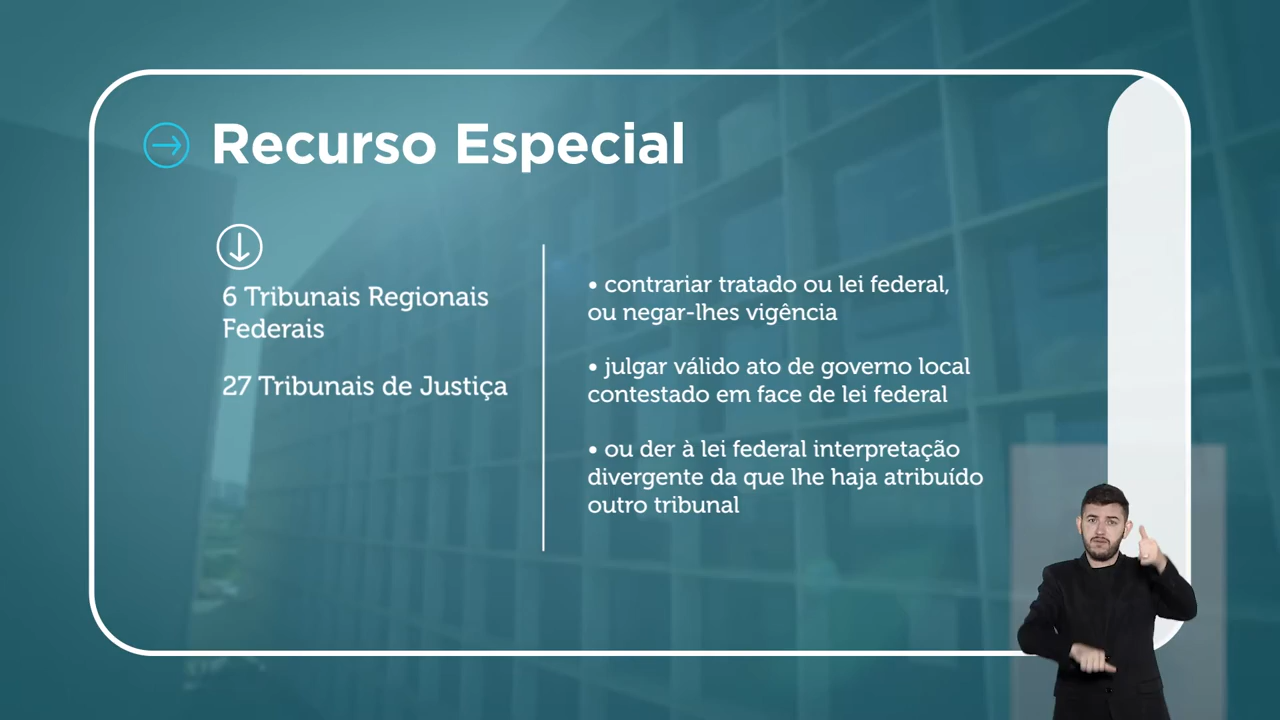 Recurso Especial
6 Tribunais Regionais
Federais
27 Tribunais de Justiça
• contrariar tratado ou lei federal,
ou negar-lhes vigência
• julgar válido ato de governo local
contestado em face de lei federal
• ou der à lei federal interpretação
divergente da que lhe haja atribuído
outro tribunal